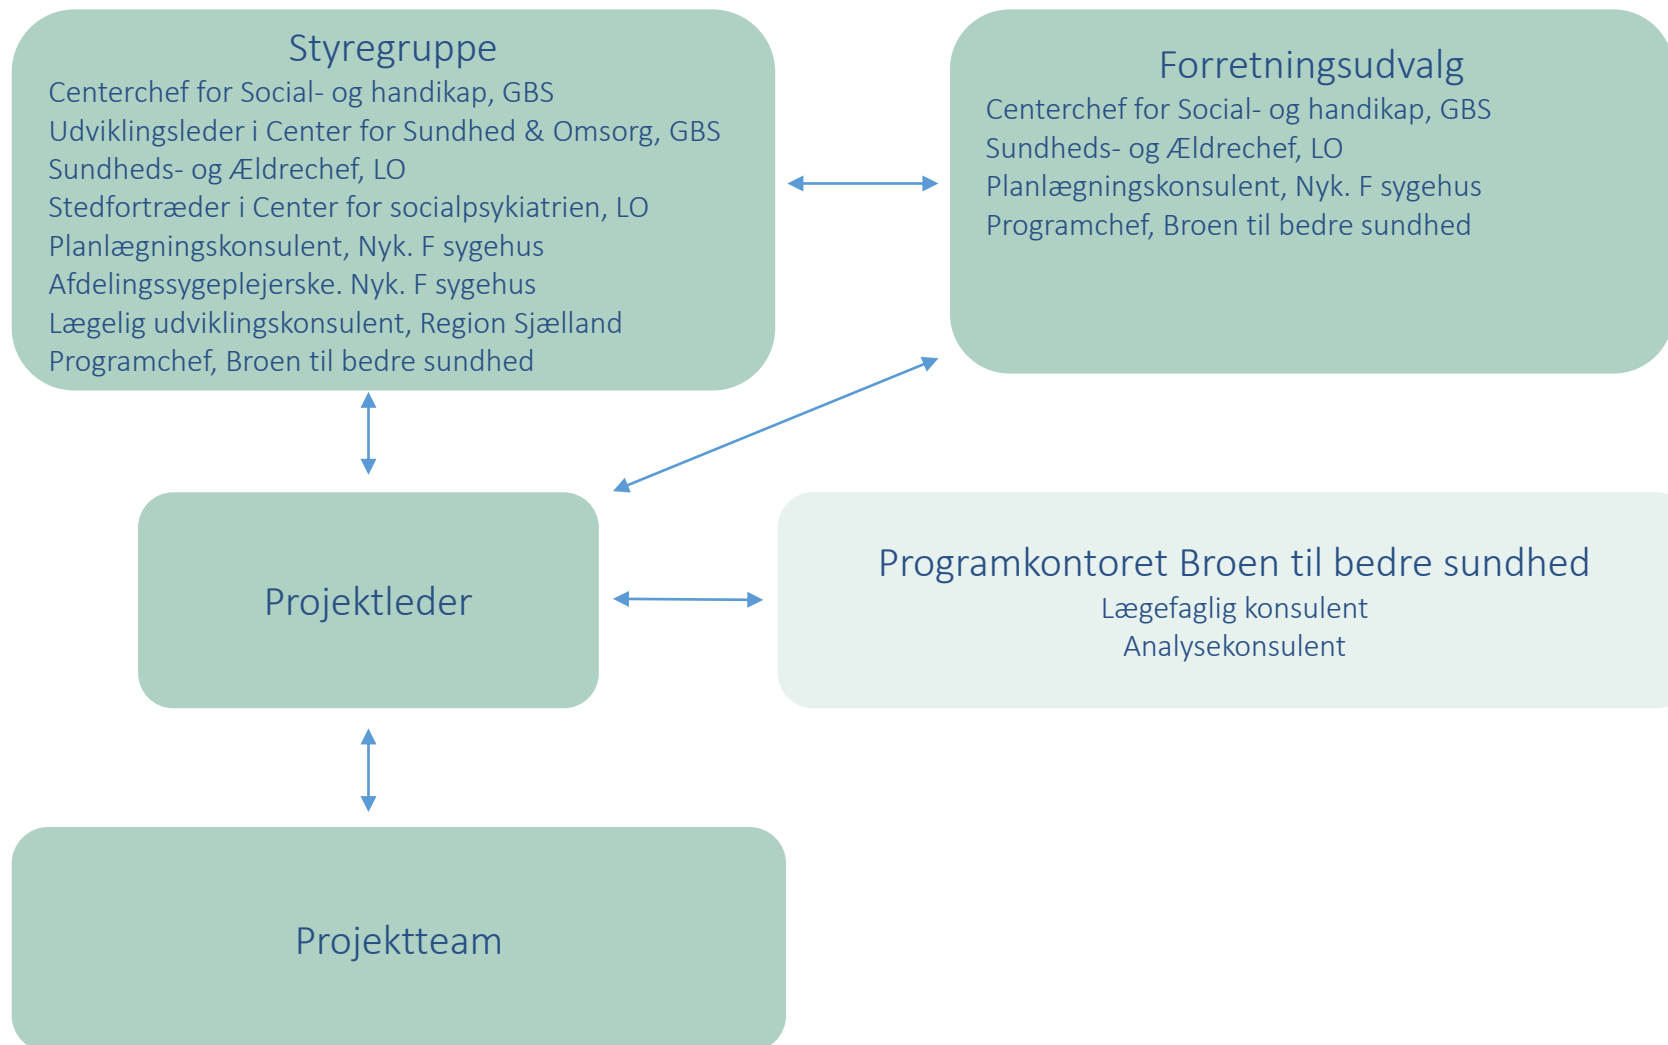 Styregruppe
Centerchef for Social- og handikap, GBS
Udviklingsleder i Center for Sundhed & Omsorg, GBS
Sundheds- og Ældrechef, LO
Stedfortræder i Center for socialpsykiatrien, LO
Planlægningskonsulent, Nyk. F sygehus
Afdelingssygeplejerske. Nyk. F sygehus
Lægelig udviklingskonsulent, Region Sjælland
Programchef, Broen til bedre sundhed
Forretningsudvalg
Centerchef for Social- og handikap, GBS
Sundheds- og Ældrechef, LO
Planlægningskonsulent, Nyk. F sygehus
Programchef, Broen til bedre sundhed
Projektleder
Programkontoret Broen til bedre sundhed
Lægefaglig konsulent
Analysekonsulent
Projektteam